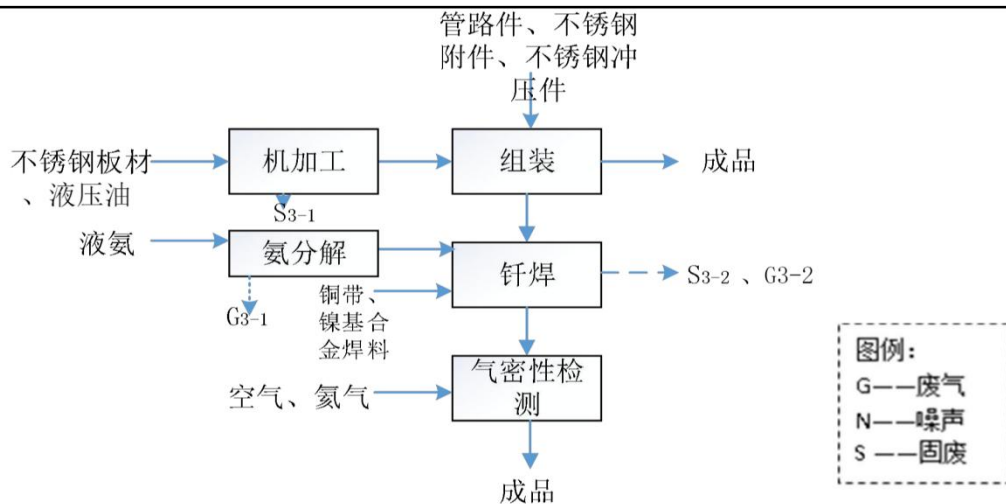 管路件、不锈钢
附件、不锈钢冲
压件
不锈钢板材
、液压油
机加工
组装
成品
S3-1
液氨
氨分解
钎焊
S3-2 、G3-2
G3-1
铜带、
镍基合
金焊料
空气、氦气
气密性检
测
成品
图例:
G——废气
N——噪声
S ——固废